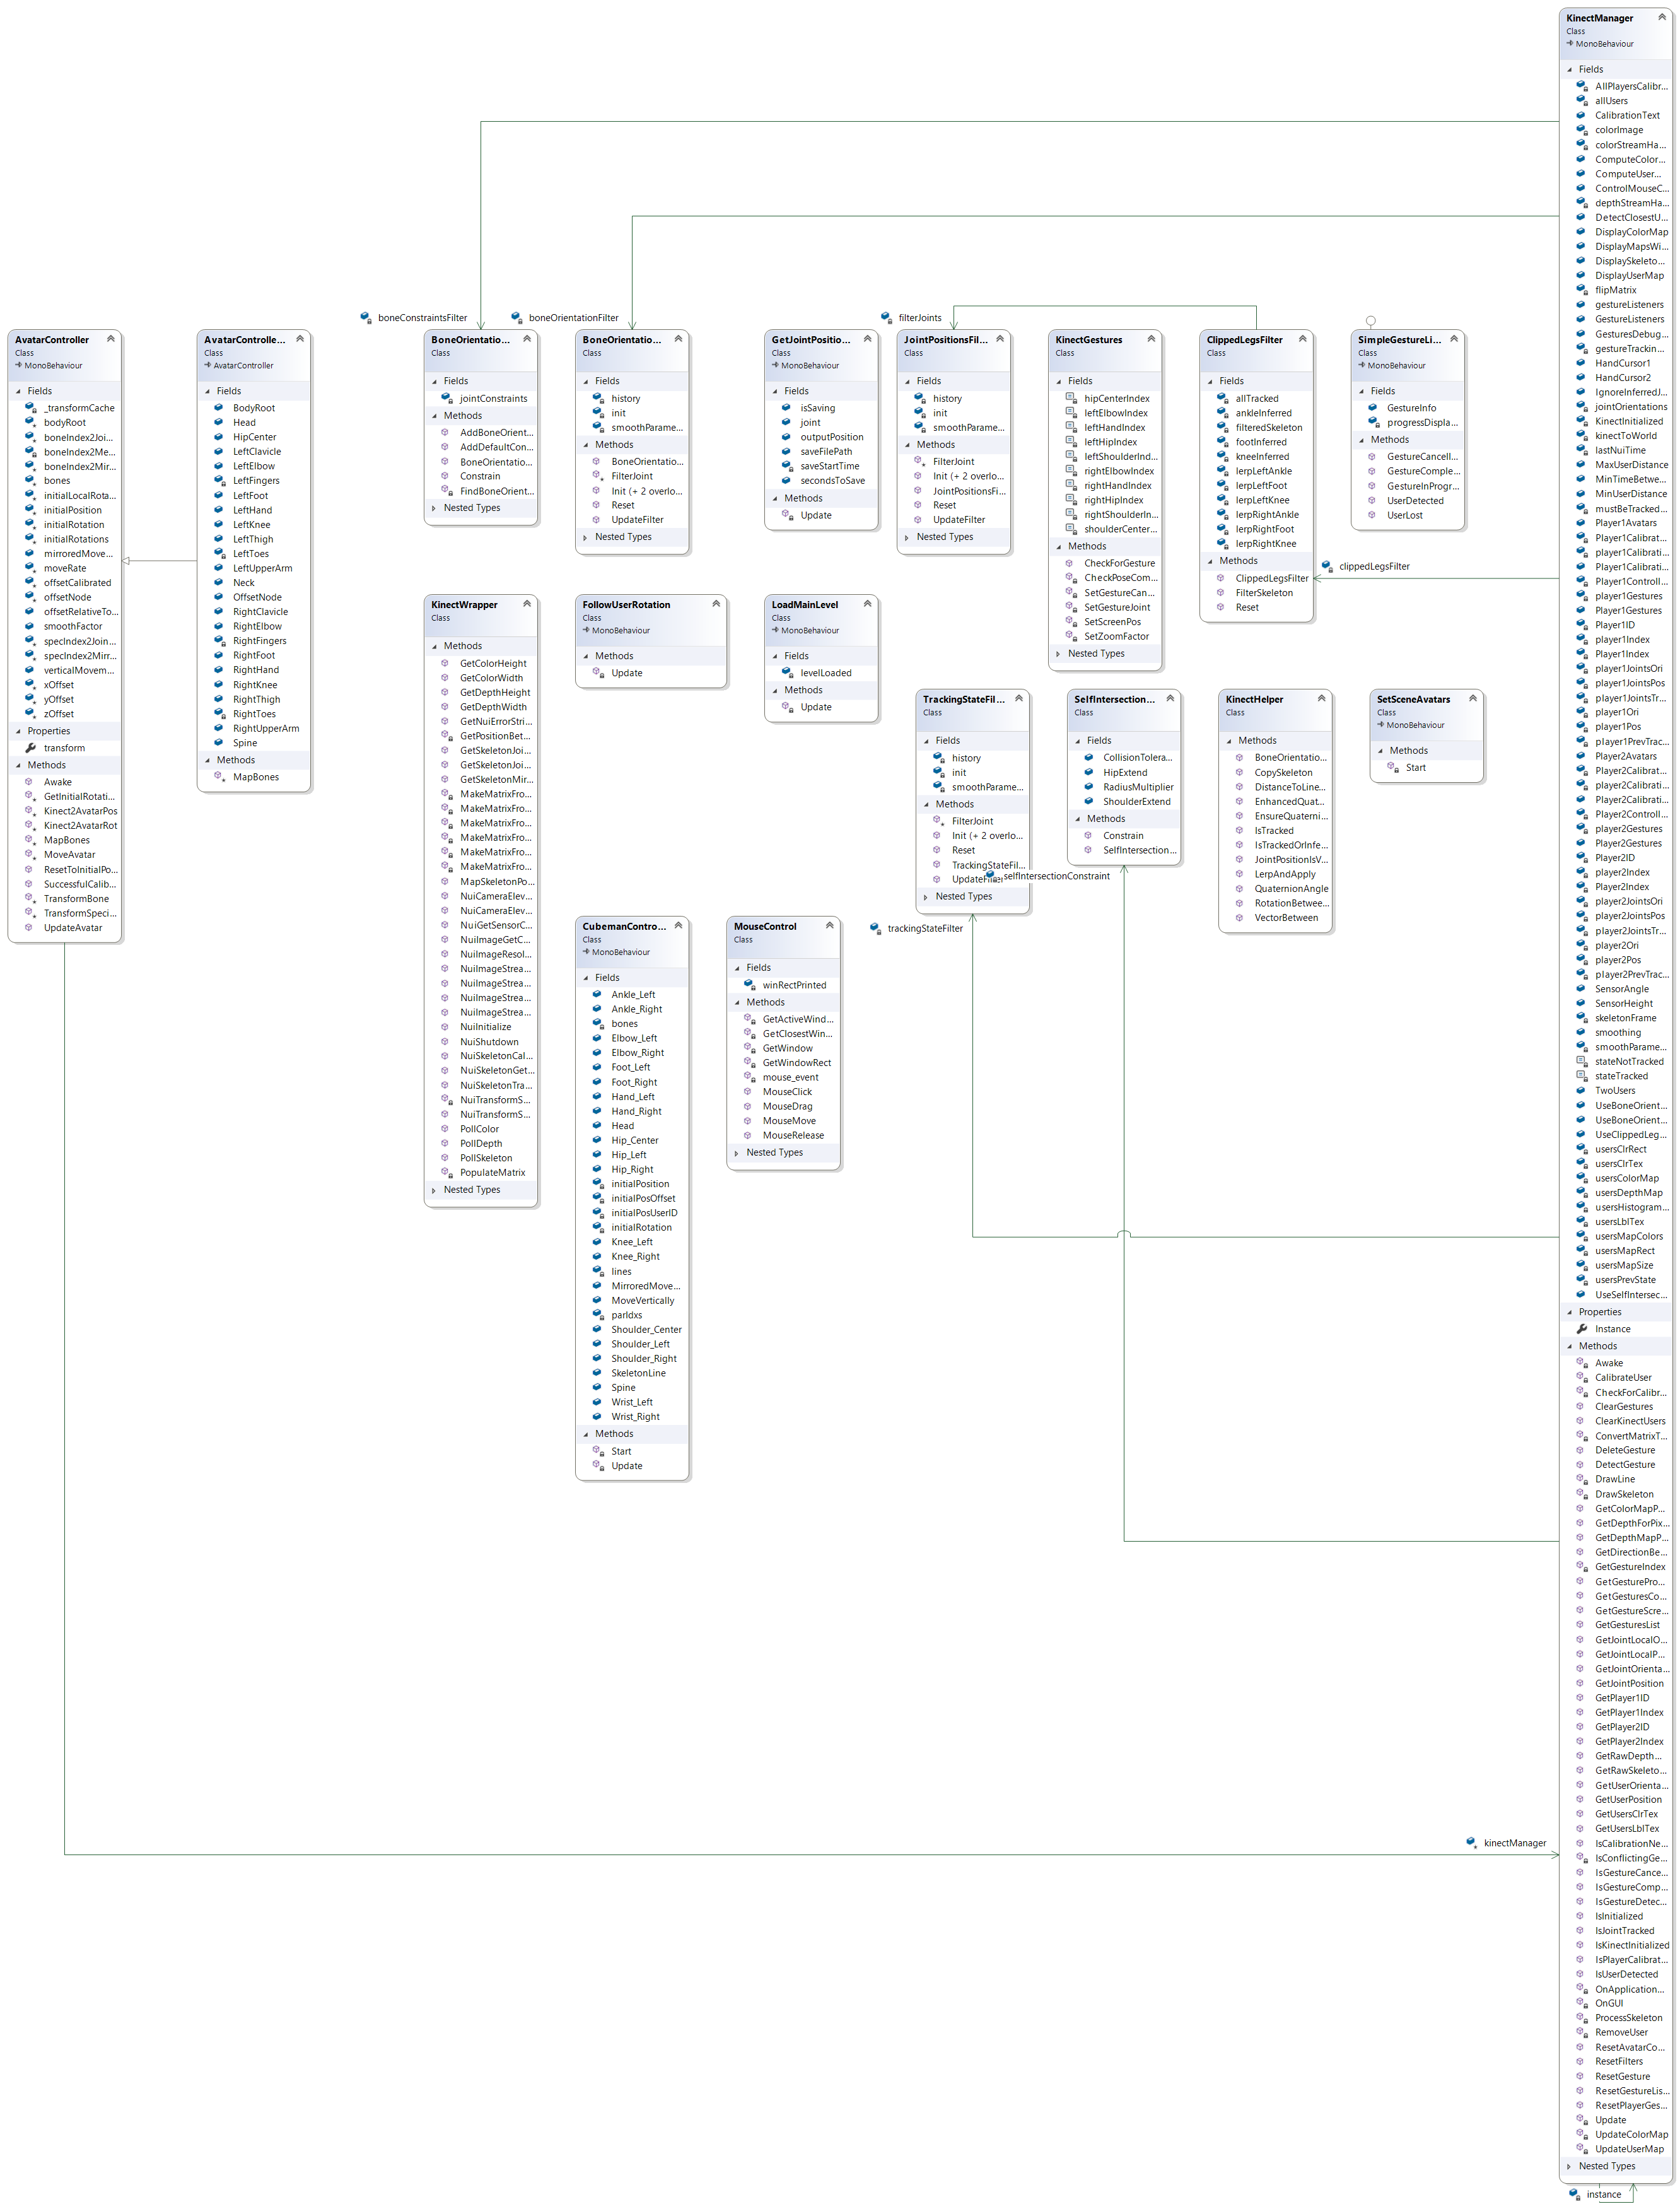 KinectManager
Class
MonoBehaviour
Fields
AllPlayersCalibr...
allUsers
CalibrationText
colorImage
colorStreamHa...
ComputeColor...
ComputeUser...
ControlMouseC...
depthStreamHa...
DetectClosestU...
DisplayColorMap
DisplayMapsWi...
DisplaySkeleto...
DisplayUserMap
flipMatrix
gestureListeners
GestureListeners
GesturesDebug...
gestureTrackin...
HandCursor1
HandCursor2
IgnoreInferredJ...
jointOrientations
KinectInitialized
kinectToWorld
lastNuiTime
MaxUserDistance
MinTimeBetwe...
MinUserDistance
mustBeTracked...
Player1Avatars
Player1Calibrat...
player1Calibrati...
Player1Calibrati...
Player1Controll...
player1Gestures
Player1Gestures
Player1ID
player1Index
Player1Index
player1JointsOri
player1JointsPos
player1JointsTr...
player1Ori
player1Pos
player1PrevTrac...
Player2Avatars
Player2Calibrat...
player2Calibrati...
Player2Calibrati...
Player2Controll...
player2Gestures
Player2Gestures
Player2ID
player2Index
Player2Index
player2JointsOri
player2JointsPos
player2JointsTr...
player2Ori
player2Pos
player2PrevTrac...
SensorAngle
SensorHeight
skeletonFrame
smoothing
smoothParame...
stateNotTracked
stateTracked
TwoUsers
UseBoneOrient...
UseBoneOrient...
UseClippedLeg...
usersClrRect
usersClrTex
usersColorMap
usersDepthMap
usersHistogram...
usersLblTex
usersMapColors
usersMapRect
usersMapSize
usersPrevState
UseSelfIntersec...
Properties
Instance
Methods
Awake
CalibrateUser
CheckForCalibr...
ClearGestures
ClearKinectUsers
ConvertMatrixT...
DeleteGesture
DetectGesture
DrawLine
DrawSkeleton
GetColorMapP...
GetDepthForPix...
GetDepthMapP...
GetDirectionBe...
GetGestureIndex
GetGesturePro...
GetGesturesCo...
GetGestureScre...
GetGesturesList
GetJointLocalO...
GetJointLocalP...
GetJointOrienta...
GetJointPosition
GetPlayer1ID
GetPlayer1Index
GetPlayer2ID
GetPlayer2Index
GetRawDepth...
GetRawSkeleto...
GetUserOrienta...
GetUserPosition
GetUsersClrTex
GetUsersLblTex
IsCalibrationNe...
IsConflictingGe...
IsGestureCance...
IsGestureComp...
IsGestureDetec...
IsInitialized
IsJointTracked
IsKinectInitialized
IsPlayerCalibrat...
IsUserDetected
OnApplication...
OnGUI
ProcessSkeleton
RemoveUser
ResetAvatarCo...
ResetFilters
ResetGesture
ResetGestureLis...
ResetPlayerGes...
Update
UpdateColorMap
UpdateUserMap
Nested Types
instance
boneConstraintsFilter
boneOrientationFilter
filterJoints
AvatarController
Class
MonoBehaviour
Fields
_transformCache
bodyRoot
boneIndex2Joi...
boneIndex2Me...
boneIndex2Mir...
bones
initialLocalRota...
initialPosition
initialRotation
initialRotations
mirroredMove...
moveRate
offsetCalibrated
offsetNode
offsetRelativeTo...
smoothFactor
specIndex2Join...
specIndex2Mirr...
verticalMovem...
xOffset
yOffset
zOffset
Properties
transform
Methods
Awake
GetInitialRotati...
Kinect2AvatarPos
Kinect2AvatarRot
MapBones
MoveAvatar
ResetToInitialPo...
SuccessfulCalib...
TransformBone
TransformSpeci...
UpdateAvatar
AvatarControlle...
Class
AvatarController
Fields
BodyRoot
Head
HipCenter
LeftClavicle
LeftElbow
LeftFingers
LeftFoot
LeftHand
LeftKnee
LeftThigh
LeftToes
LeftUpperArm
Neck
OffsetNode
RightClavicle
RightElbow
RightFingers
RightFoot
RightHand
RightKnee
RightThigh
RightToes
RightUpperArm
Spine
Methods
MapBones
BoneOrientatio...
Class
Fields
jointConstraints
Methods
AddBoneOrient...
AddDefaultCon...
BoneOrientatio...
Constrain
FindBoneOrient...
Nested Types
BoneOrientatio...
Class
Fields
history
init
smoothParame...
Methods
BoneOrientatio...
FilterJoint
Init (+ 2 overlo...
Reset
UpdateFilter
Nested Types
GetJointPositio...
Class
MonoBehaviour
Fields
isSaving
joint
outputPosition
saveFilePath
saveStartTime
secondsToSave
Methods
Update
JointPositionsFil...
Class
Fields
history
init
smoothParame...
Methods
FilterJoint
Init (+ 2 overlo...
JointPositionsFi...
Reset
UpdateFilter
Nested Types
KinectGestures
Class
Fields
hipCenterIndex
leftElbowIndex
leftHandIndex
leftHipIndex
leftShoulderInd...
rightElbowIndex
rightHandIndex
rightHipIndex
rightShoulderIn...
shoulderCenter...
Methods
CheckForGesture
CheckPoseCom...
SetGestureCan...
SetGestureJoint
SetScreenPos
SetZoomFactor
Nested Types
ClippedLegsFilter
Class
Fields
allTracked
ankleInferred
filteredSkeleton
footInferred
kneeInferred
lerpLeftAnkle
lerpLeftFoot
lerpLeftKnee
lerpRightAnkle
lerpRightFoot
lerpRightKnee
Methods
ClippedLegsFilter
FilterSkeleton
Reset
SimpleGestureLi...
Class
MonoBehaviour
Fields
GestureInfo
progressDispla...
Methods
GestureCancell...
GestureComple...
GestureInProgr...
UserDetected
UserLost
clippedLegsFilter
KinectWrapper
Class
Methods
GetColorHeight
GetColorWidth
GetDepthHeight
GetDepthWidth
GetNuiErrorStri...
GetPositionBet...
GetSkeletonJoi...
GetSkeletonJoi...
GetSkeletonMir...
MakeMatrixFro...
MakeMatrixFro...
MakeMatrixFro...
MakeMatrixFro...
MakeMatrixFro...
MakeMatrixFro...
MapSkeletonPo...
NuiCameraElev...
NuiCameraElev...
NuiGetSensorC...
NuiImageGetC...
NuiImageResol...
NuiImageStrea...
NuiImageStrea...
NuiImageStrea...
NuiImageStrea...
NuiInitialize
NuiShutdown
NuiSkeletonCal...
NuiSkeletonGet...
NuiSkeletonTra...
NuiTransformS...
NuiTransformS...
PollColor
PollDepth
PollSkeleton
PopulateMatrix
Nested Types
FollowUserRotation
Class
MonoBehaviour
Methods
Update
LoadMainLevel
Class
MonoBehaviour
Fields
levelLoaded
Methods
Update
TrackingStateFil...
Class
Fields
history
init
smoothParame...
Methods
FilterJoint
Init (+ 2 overlo...
Reset
TrackingStateFil...
UpdateFilter
Nested Types
selfIntersectionConstraint
SelfIntersection...
Class
Fields
CollisionTolera...
HipExtend
RadiusMultiplier
ShoulderExtend
Methods
Constrain
SelfIntersection...
KinectHelper
Class
Methods
BoneOrientatio...
CopySkeleton
DistanceToLine...
EnhancedQuat...
EnsureQuaterni...
IsTracked
IsTrackedOrInfe...
JointPositionIsV...
LerpAndApply
QuaternionAngle
RotationBetwee...
VectorBetween
SetSceneAvatars
Class
MonoBehaviour
Methods
Start
trackingStateFilter
CubemanContro...
Class
MonoBehaviour
Fields
Ankle_Left
Ankle_Right
bones
Elbow_Left
Elbow_Right
Foot_Left
Foot_Right
Hand_Left
Hand_Right
Head
Hip_Center
Hip_Left
Hip_Right
initialPosition
initialPosOffset
initialPosUserID
initialRotation
Knee_Left
Knee_Right
lines
MirroredMove...
MoveVertically
parIdxs
Shoulder_Center
Shoulder_Left
Shoulder_Right
SkeletonLine
Spine
Wrist_Left
Wrist_Right
Methods
Start
Update
MouseControl
Class
Fields
winRectPrinted
Methods
GetActiveWind...
GetClosestWin...
GetWindow
GetWindowRect
mouse_event
MouseClick
MouseDrag
MouseMove
MouseRelease
Nested Types
kinectManager